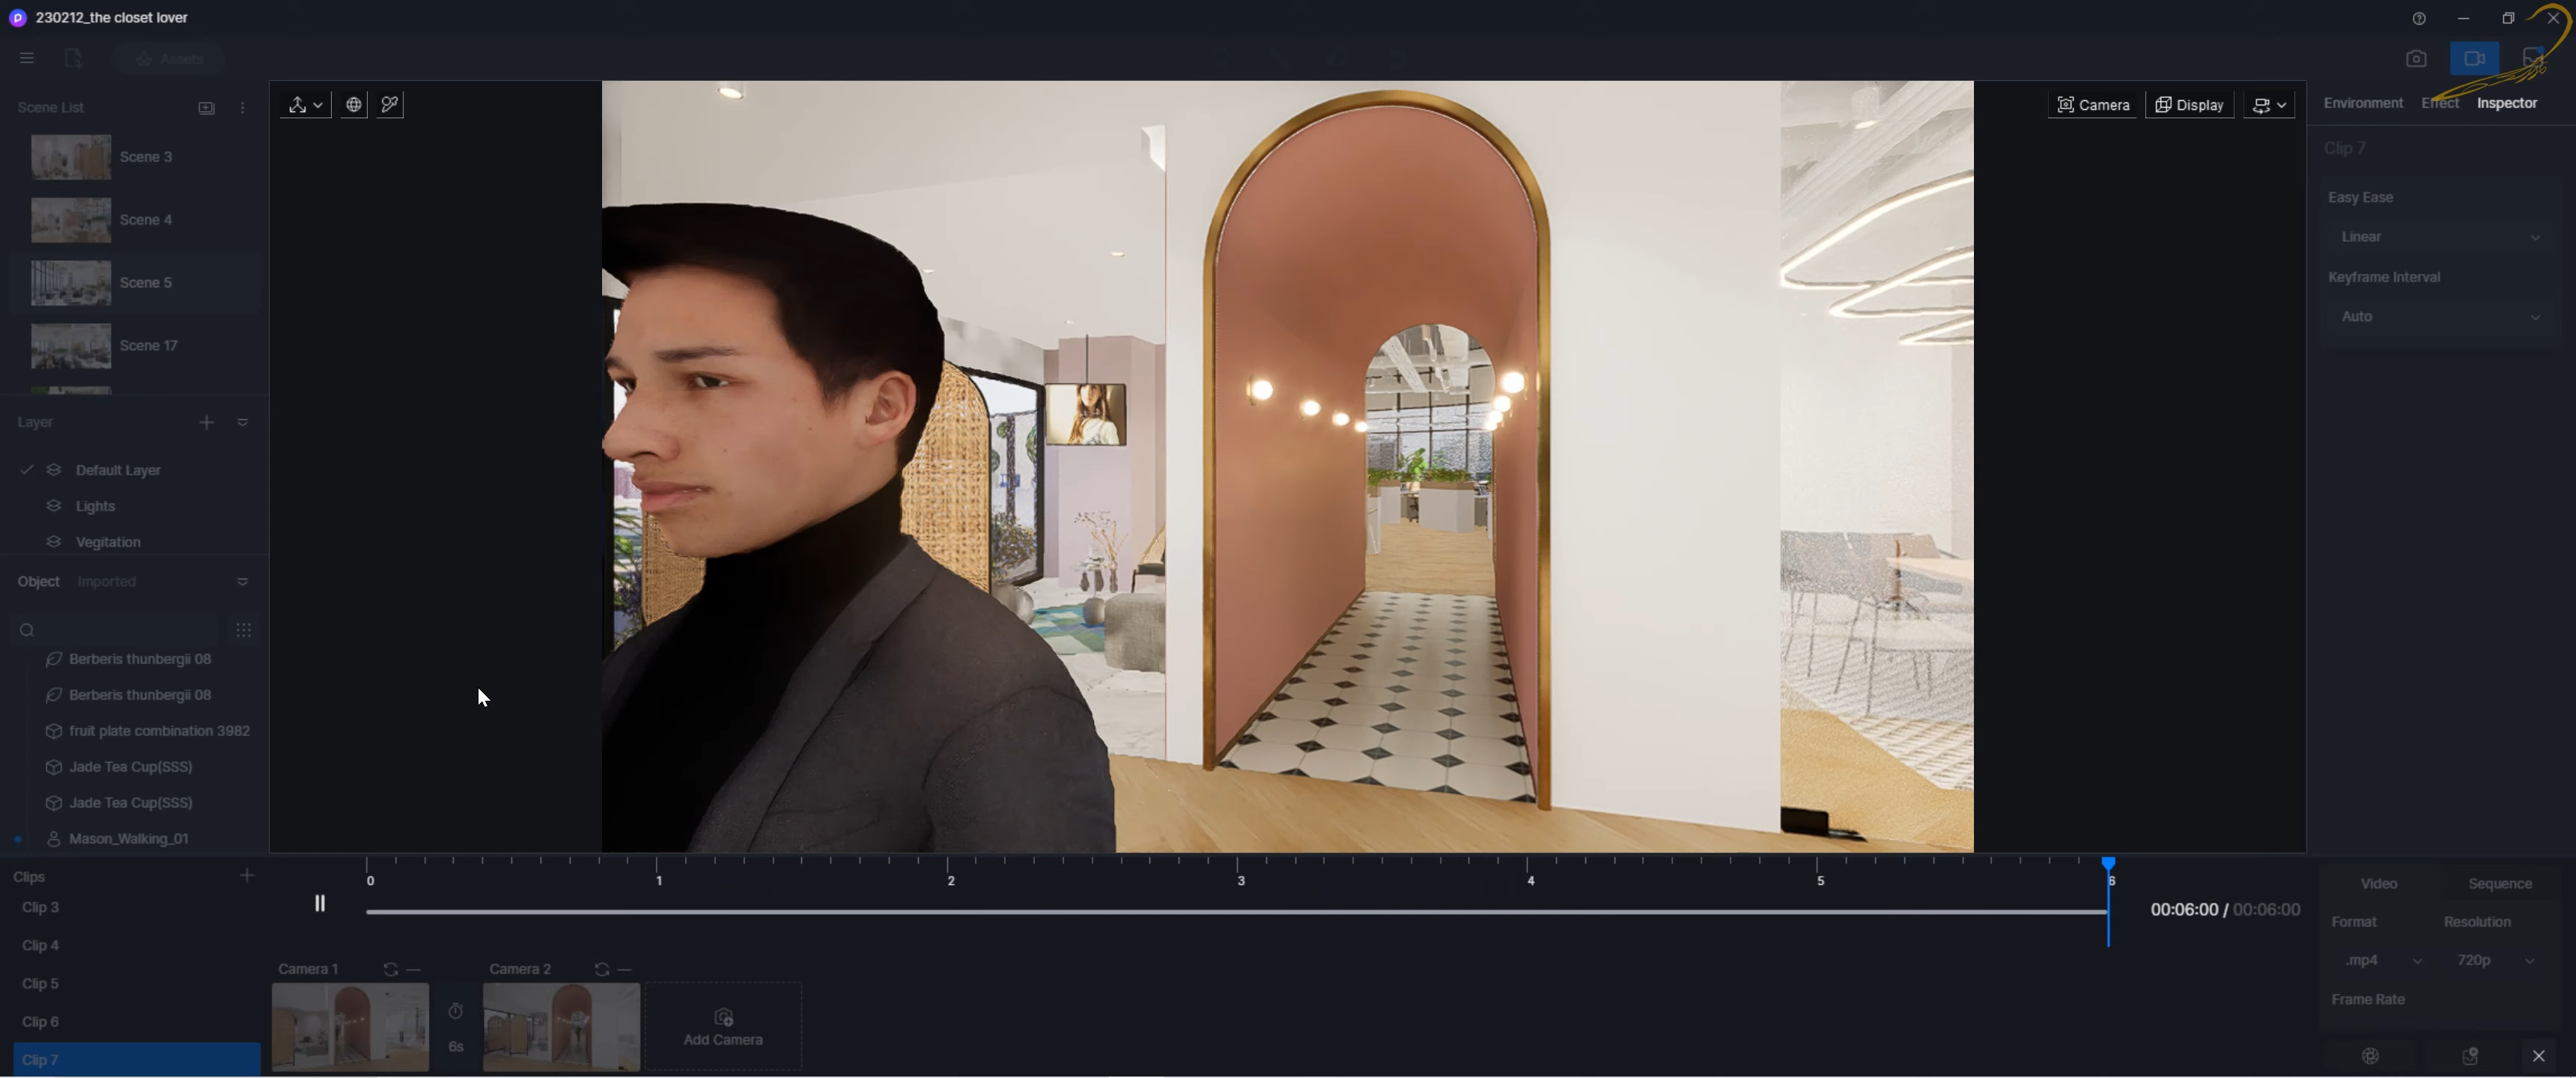 230212_the closet lover
Assets
Scene List
Camera
Display
Environment
Effect
Inspector
Scene 3
Scene 4
Scene 5
Scene 17
Clip 7
Easy Ease
Linear
Keyframe Interval
Auto
Layer
Default Layer
Lights
Vegitation
Object
Imported
Berberis thunbergii 08
Berberis thunbergii 08
fruit plate combination 3982
Jade Tea Cup(SSS)
Jade Tea Cup(SSS)
Mason_Walking_01
Clips
Clip 3
Clip 4
Clip 5
Clip 6
Clip 7
0 1 2 3 4 5 6
00:06:00 / 00:06:00
Camera 1
6s
Camera 2
Add Camera
Video
Sequence
Format
Resolution
.mp4
720p
Frame Rate